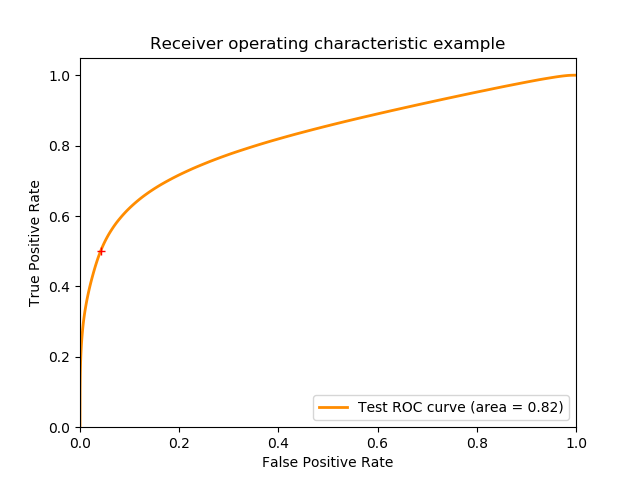 Receiver operating characteristic example
True Positive Rate
1.0
0.8
0.6
0.4
0.2
0.0
Test ROC curve (area = 0.82)
0.0 0.2 0.4 0.6 0.8 1.0
False Positive Rate